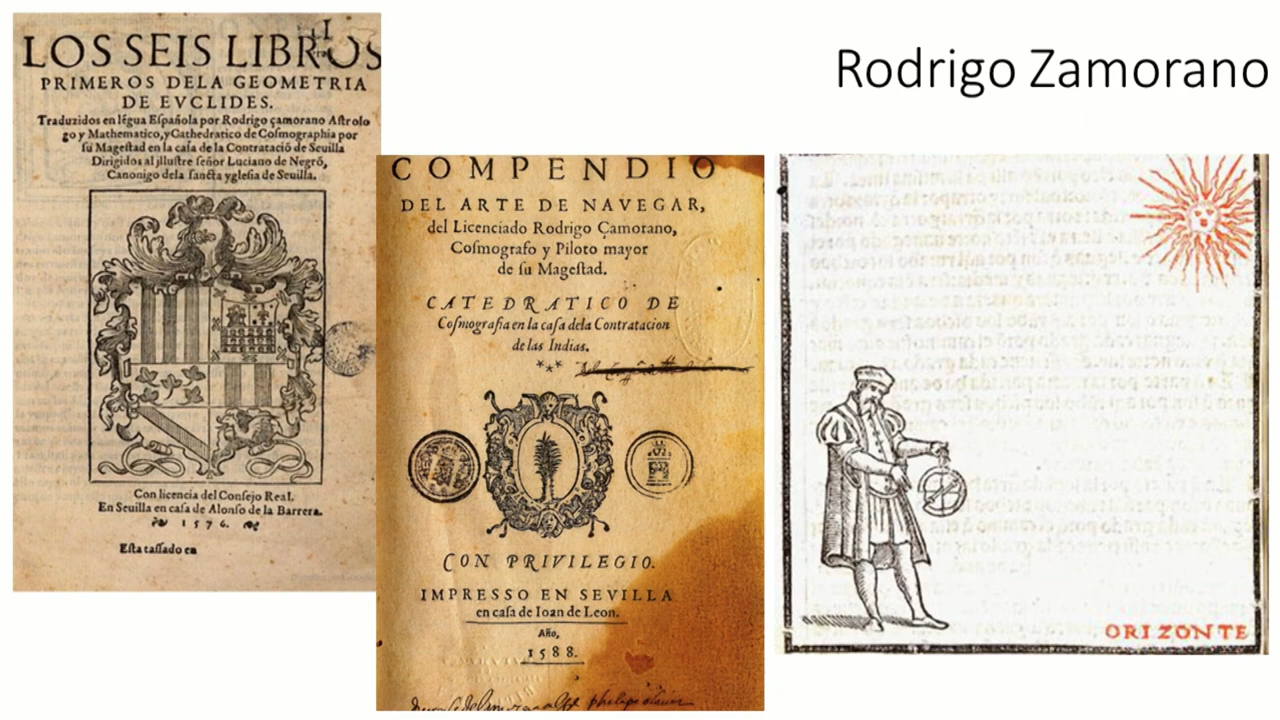 Rodrigo Zamorano
LOS SEIS LIBROS
PRIMEROS DELA GEOMETRIA
DE EVCLIDES.
Traduzidos en lēgua Eſpañola por Rodrigo çamorano Aſtrolo
go y Mathematico, y Cathedratico de Coſmographia por
ſu Mageſtad en la caſa de la Contratació de Seuilla
Dirigidos al jlluſtre ſeñor Luciano de Negrõ,
Canonigo dela ſancta ygleſia de Seuilla.
Con licencia del Conſejo Real.
En Seuilla en caſa de Alonſo de la Barrera.
1576.
Eſta taſſado en
COMPENDIO
DEL ARTE DE NAVEGAR,
del Licenciado Rodrigo Çamorano,
Coſmografo y Piloto mayor
de ſu Mageſtad.
CATEDRATICO DE
Coſmografia en la caſa dela Contratacion
de las Indias.
CON PRIVILEGIO.
IMPRESSO EN SEVILLA
en caſa de Ioan de Leon.
Año,
1588.
ORIZONTE